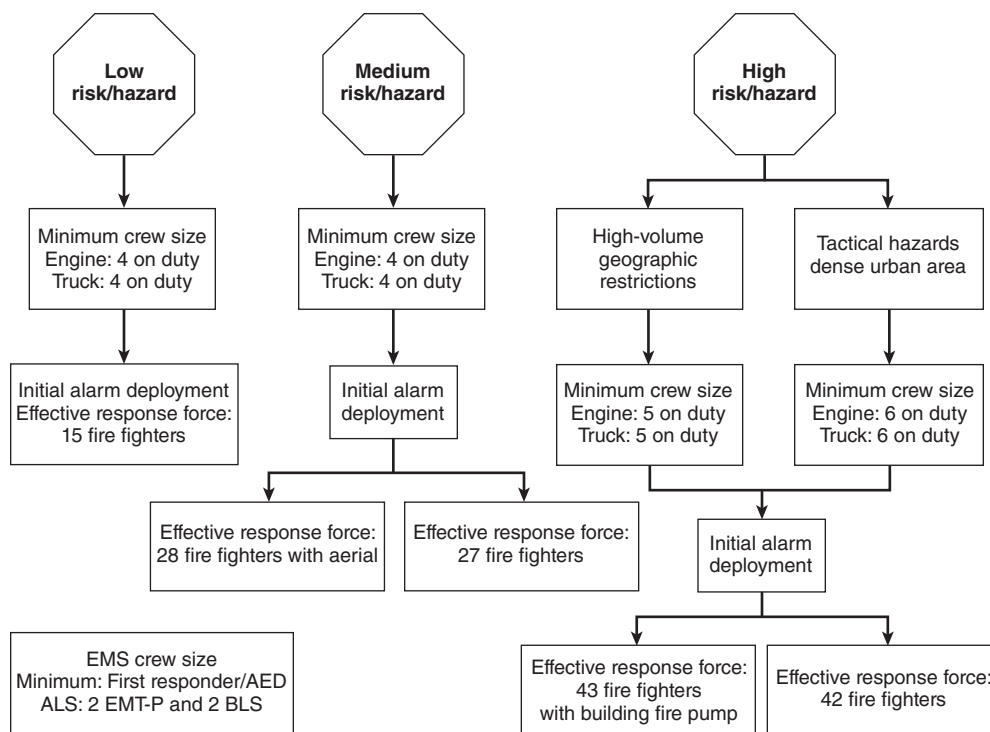 Low
risk/hazard
Medium
risk/hazard
High
risk/hazard
Minimum crew size
Engine: 4 on duty
Truck: 4 on duty
Minimum crew size
Engine: 4 on duty
Truck: 4 on duty
High-volume
geographic
restrictions
Tactical hazards
dense urban area
Initial alarm deployment
Effective response force:
15 fire fighters
Initial alarm
deployment
Minimum crew size
Engine: 5 on duty
Truck: 5 on duty
Minimum crew size
Engine: 6 on duty
Truck: 6 on duty
Effective response force:
28 fire fighters with aerial
Effective response force:
27 fire fighters
Initial alarm
deployment
EMS crew size
Minimum: First responder/AED
ALS: 2 EMT-P and 2 BLS
Effective response force:
43 fire fighters
with building fire pump
Effective response force:
42 fire fighters